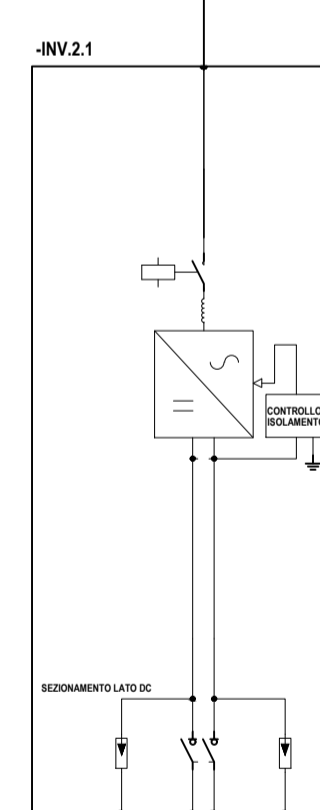 -INV.2.1
CONTROLLO
ISOLAMENTO
SEZIONAMENTO LATO DC